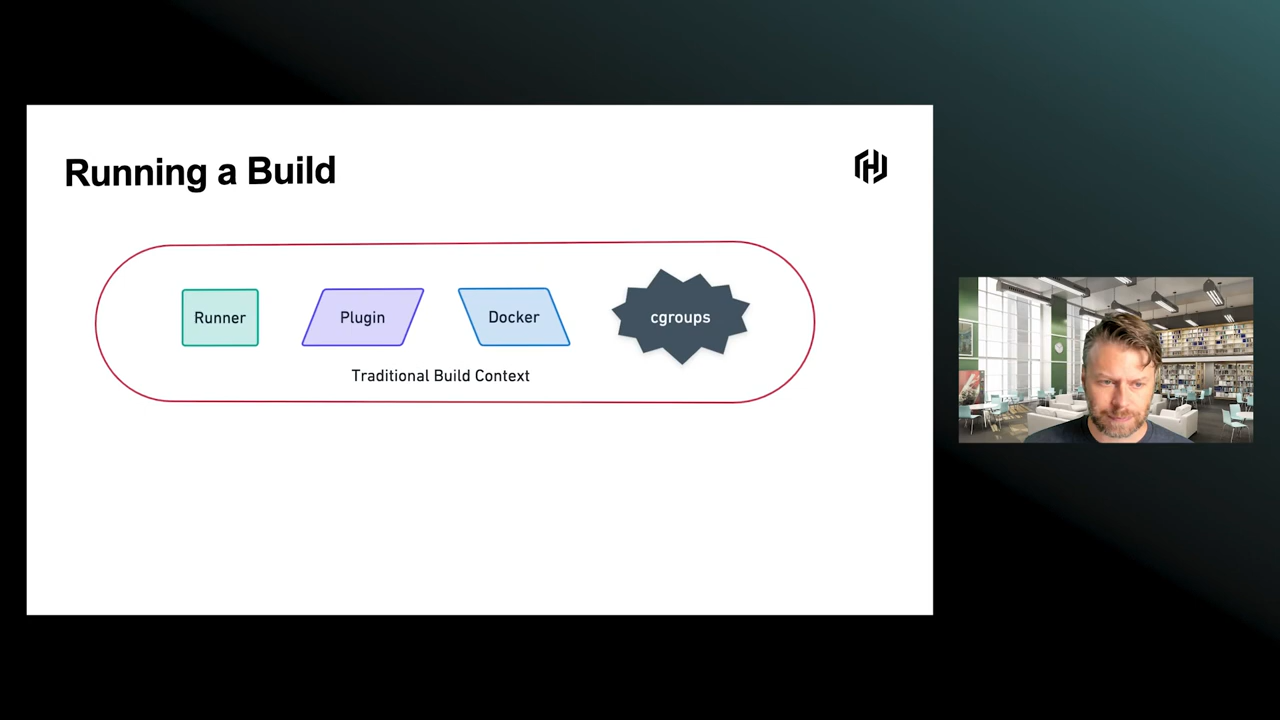 Running a Build
Runner
Plugin
Docker
cgroups
Traditional Build Context